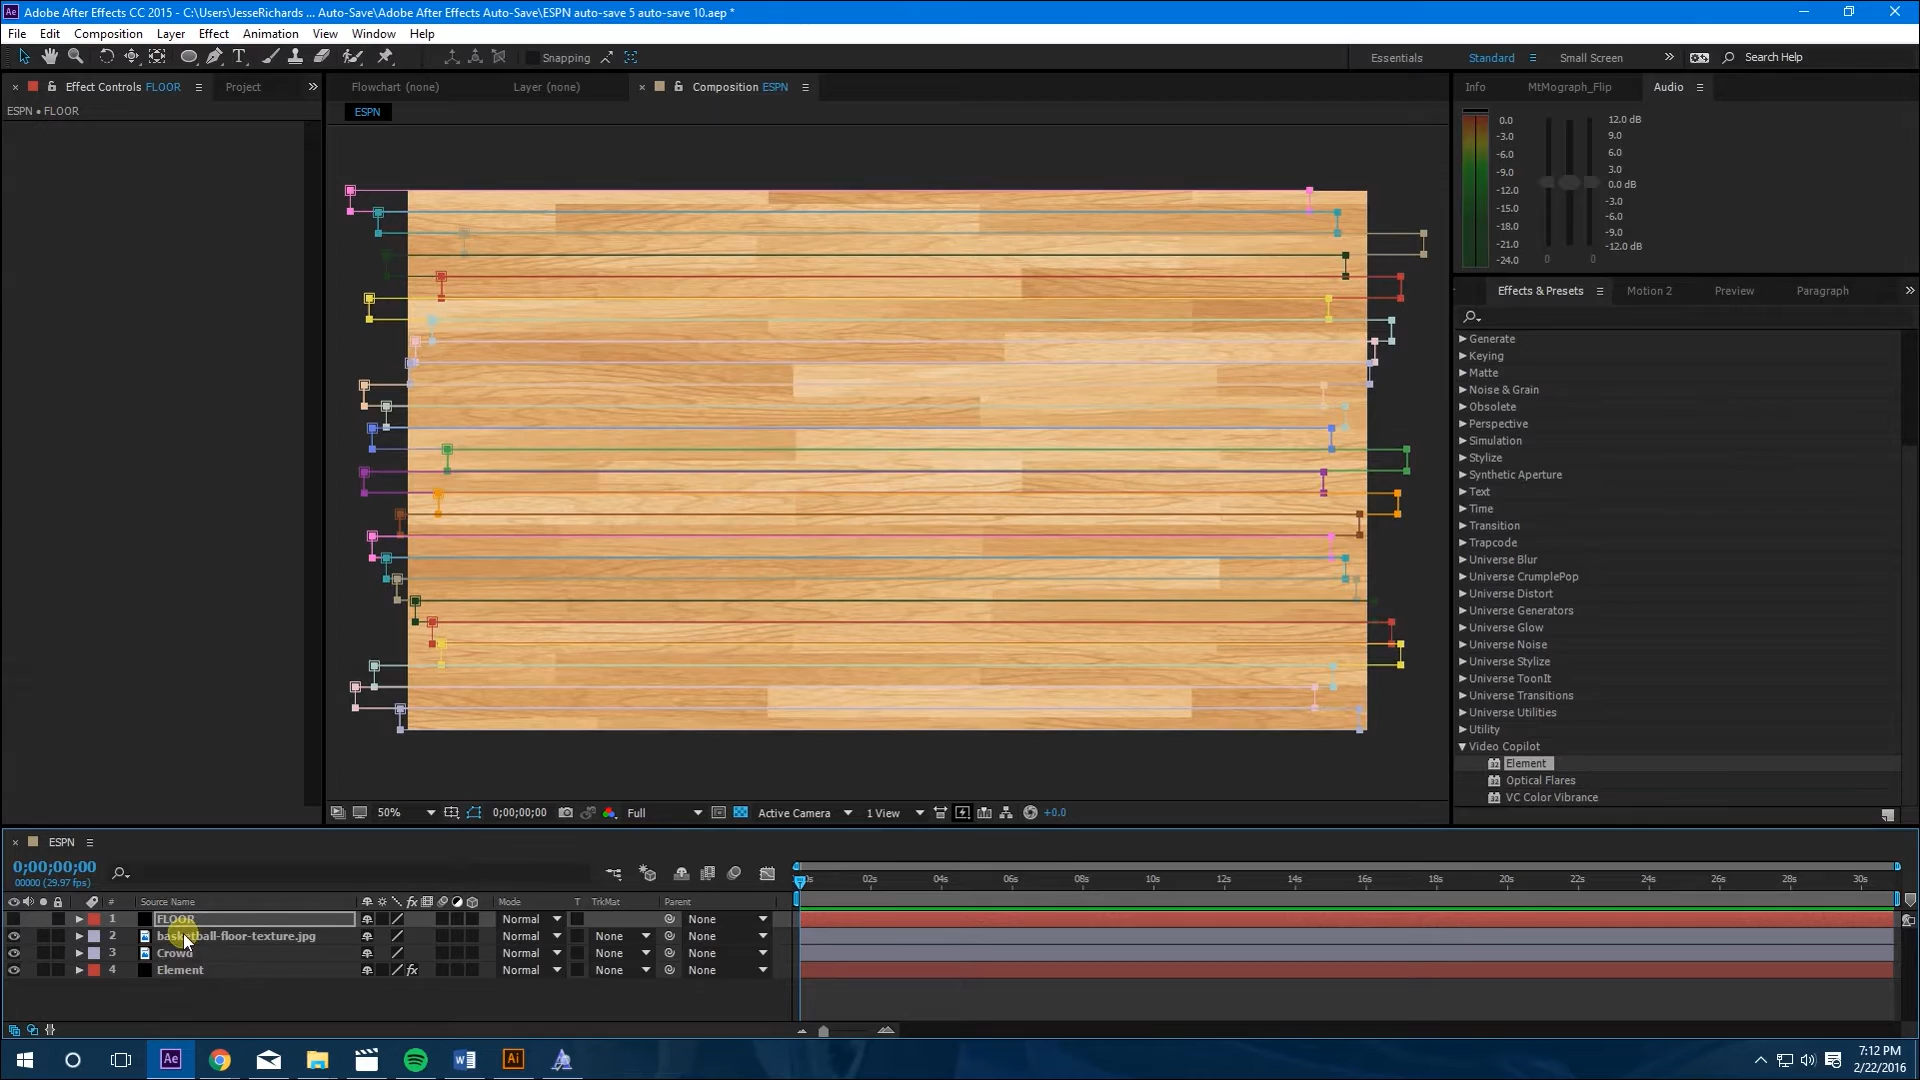 Adobe After Effects CC 2015 - C:\Users\JesseRichards ... Auto-Save\Adobe After Effects Auto-Save\ESPN auto-save 5 auto-save 10.aep *
File Edit Composition Layer Effect Animation View Window Help
Snapping
Essentials Standard Small Screen Search Help
Effect Controls FLOOR Project
Flowchart (none) Layer (none) Composition ESPN
Info MtMograph_Flip Audio
ESPN • FLOOR
ESPN
0.0
-3.0
-6.0
-9.0
-12.0
-15.0
-18.0
-21.0
-24.0
12.0 dB
9.0
6.0
3.0
0.0 dB
-3.0
-6.0
-9.0
-12.0 dB
0 0
Effects & Presets Motion 2 Preview Paragraph
Generate
Keying
Matte
Noise & Grain
Obsolete
Perspective
Simulation
Stylize
Synthetic Aperture
Text
Time
Transition
Trapcode
Universe Blur
Universe CrumplePop
Universe Distort
Universe Generators
Universe Glow
Universe Noise
Universe Stylize
Universe ToonIt
Universe Transitions
Universe Utilities
Utility
Video Copilot
Element
Optical Flares
VC Color Vibrance
50% 0;00;00;00 Full Active Camera 1 View +0.0
ESPN
0;00;00;00
00000 (29.97 fps)
02s 04s 06s 08s 10s 12s 14s 16s 18s 20s 22s 24s 26s 28s 30s
# Source Name Mode T TrkMat Parent
1 FLOOR Normal None
2 basketball-floor-texture.jpg Normal None None
3 Crowd Normal None None
4 Element fx Normal None None
Ae Ai
7:12 PM
2/22/2016